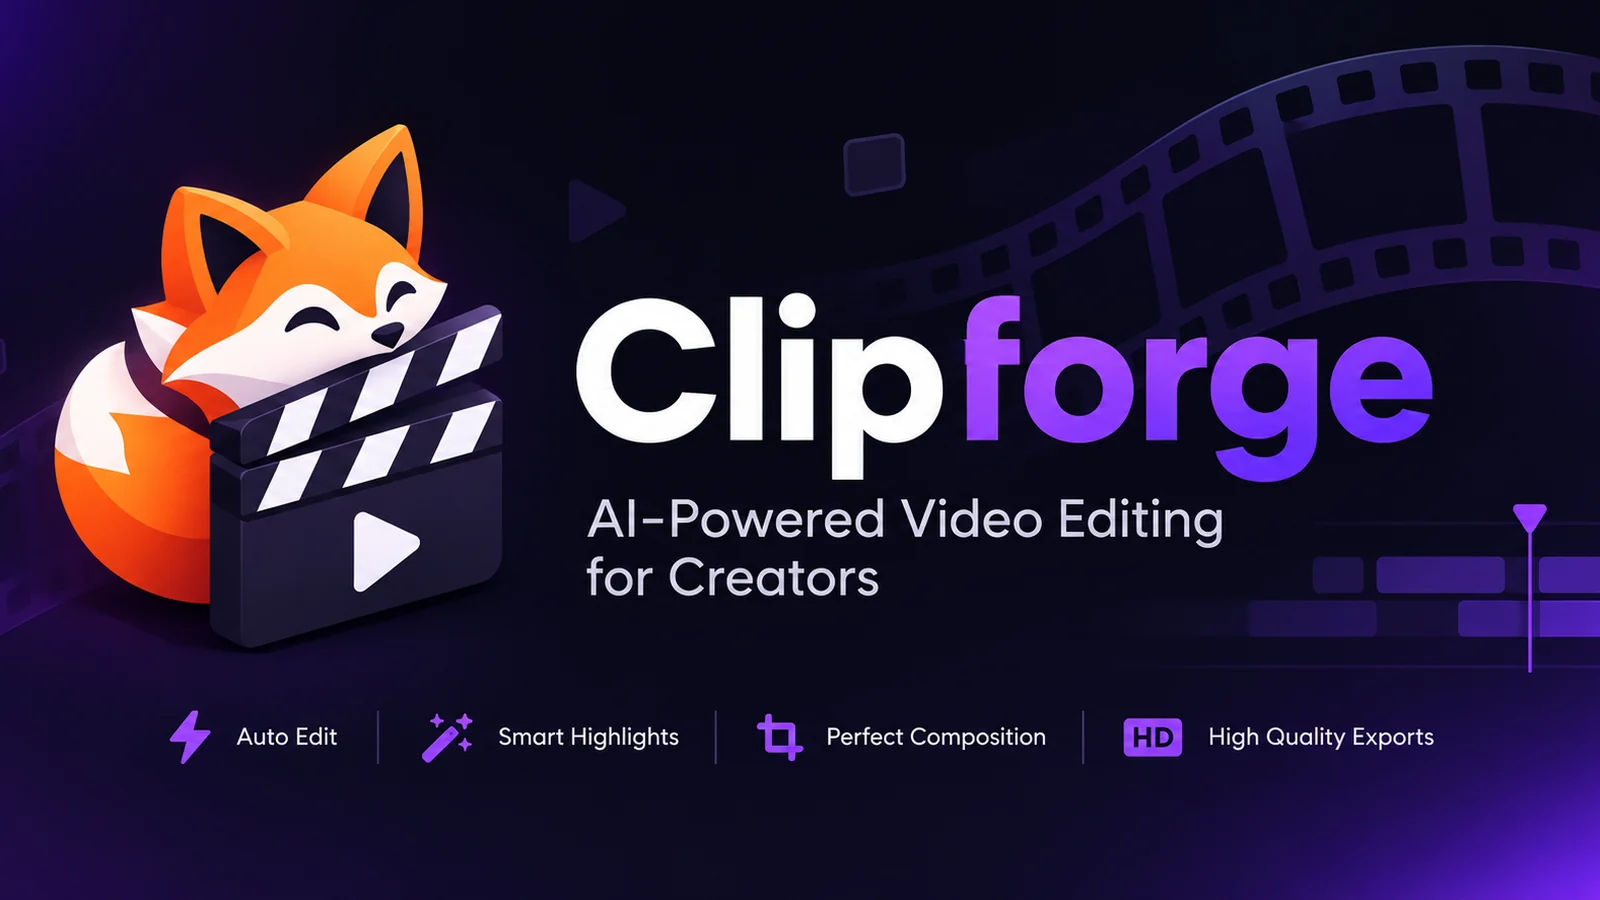 Clipforge
AI-Powered Video Editing
for Creators
Auto Edit
Smart Highlights
Perfect Composition
HD
High Quality Exports